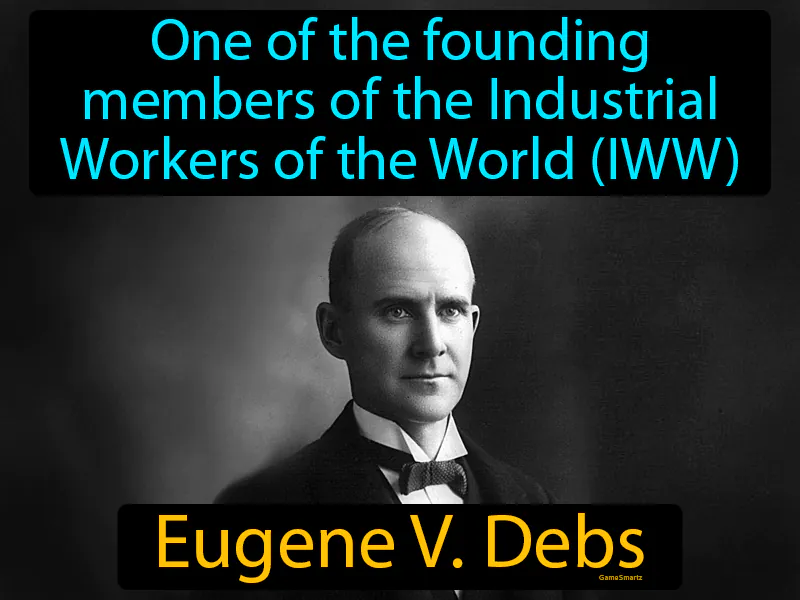 One of the founding
members of the Industrial
Workers of the World (IWW)
Eugene V. Debs
GameSmartz